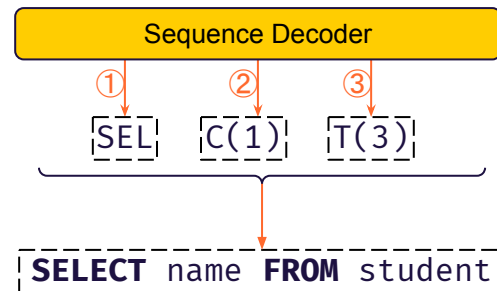 Sequence Decoder
① ② ③
SEL C(1) T(3)
SELECT name FROM student